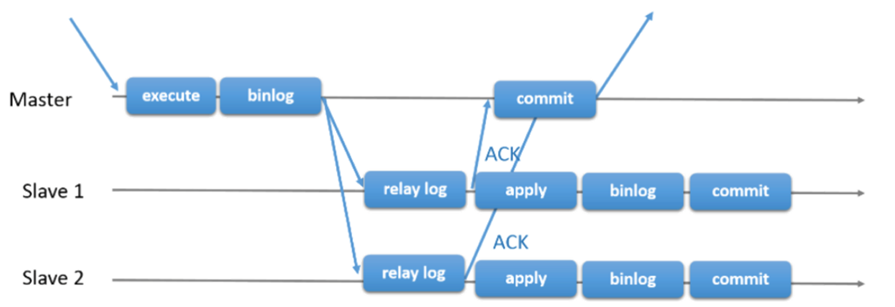 Master execute binlog commit
ACK
Slave 1 relay log apply binlog commit
ACK
Slave 2 relay log apply binlog commit